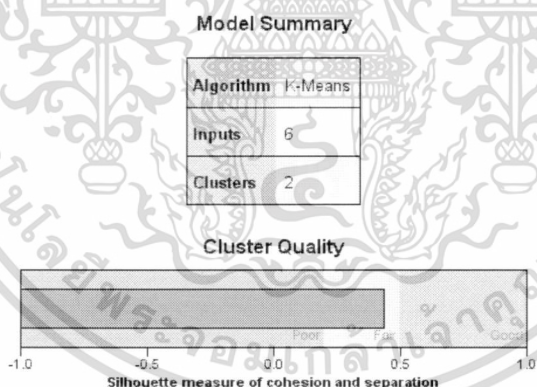 Model Summary
Algorithm K-Means
Inputs 6
Clusters 2
Cluster Quality
Poor Fair Good
-1.0 -0.5 0.0 0.5 1.0
Silhouette measure of cohesion and separation